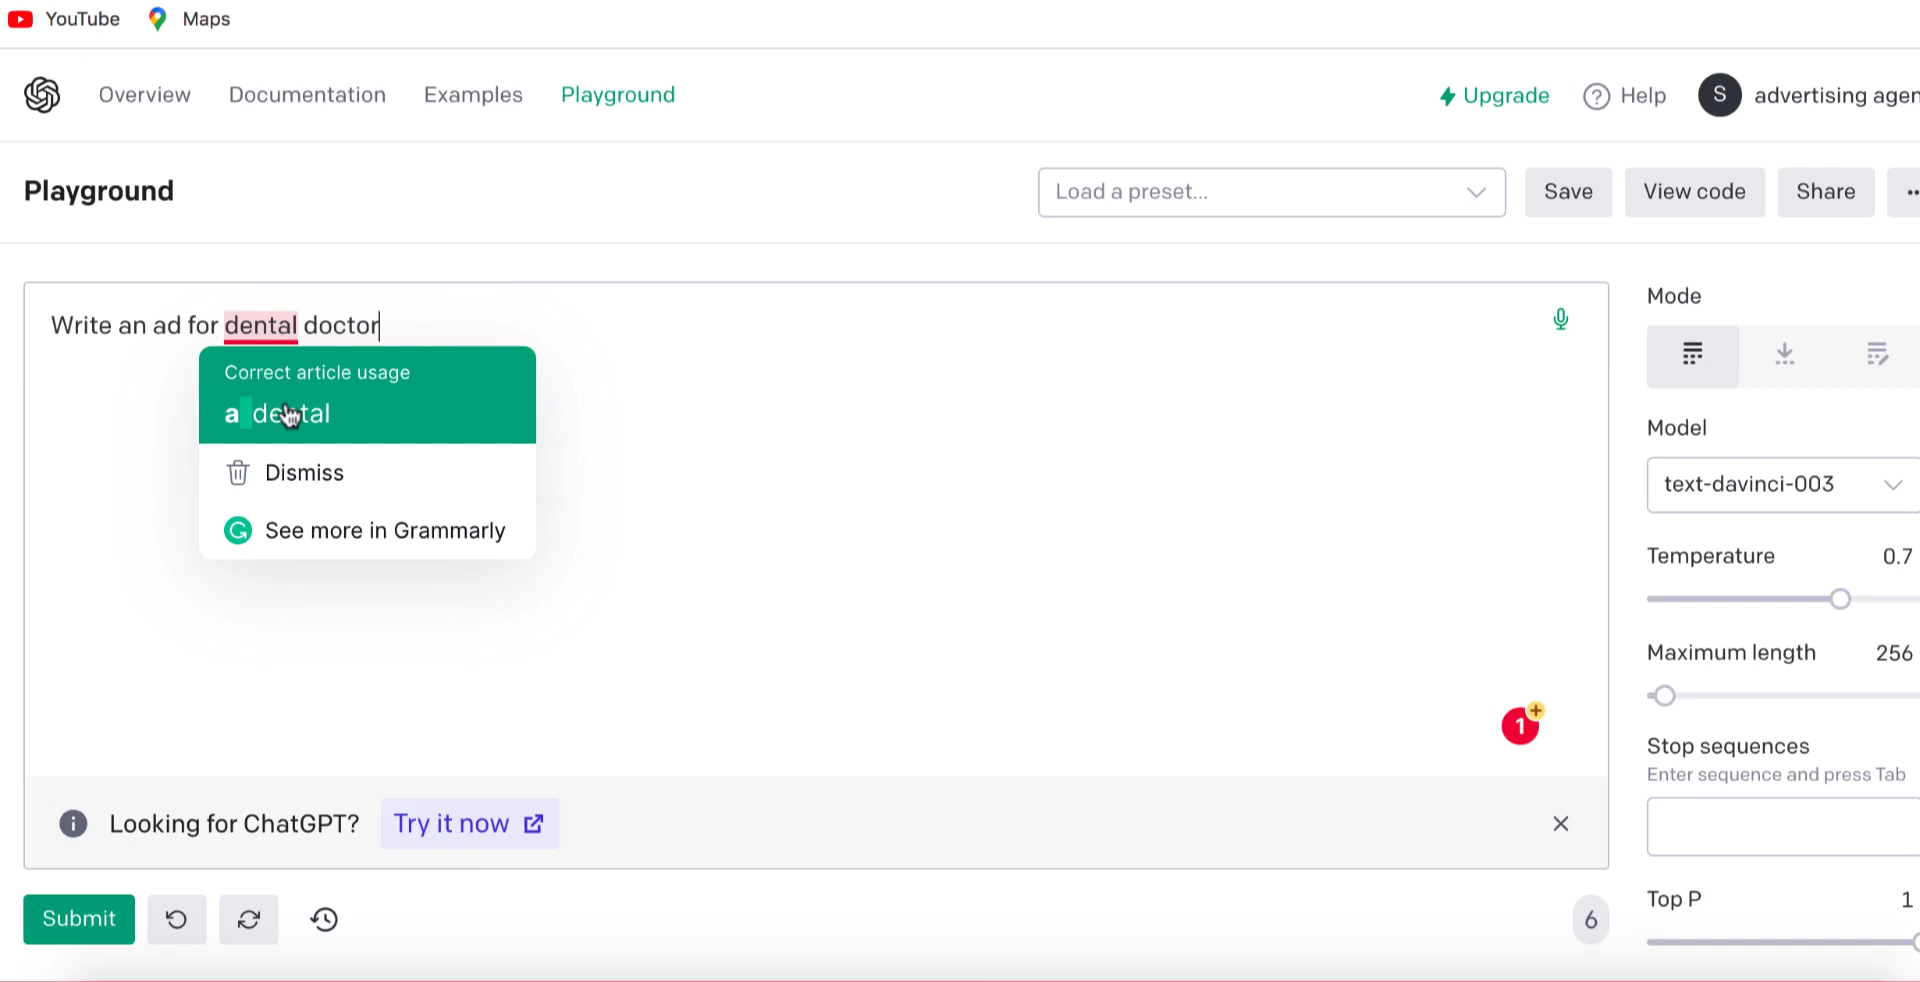 YouTube Maps
Overview Documentation Examples Playground Upgrade Help S advertising agen
Playground Load a preset... Save View code Share
Write an ad for dental doctor
Correct article usage
a dental
Dismiss
See more in Grammarly
1
Looking for ChatGPT? Try it now
Submit
6
Mode
Model
text-davinci-003
Temperature 0.7
Maximum length 256
Stop sequences
Enter sequence and press Tab
Top P 1